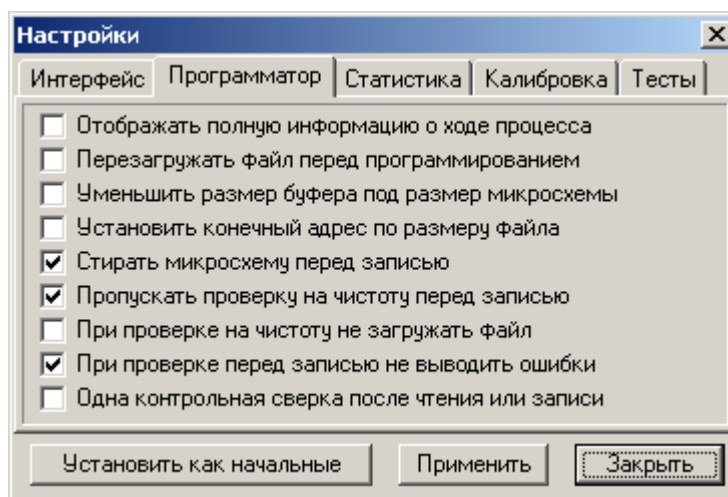 Настройки
Интерфейс Программатор Статистика Калибровка Тесты
Отображать полную информацию о ходе процесса
Перезагружать файл перед программированием
Уменьшить размер буфера под размер микросхемы
Установить конечный адрес по размеру файла
Стирать микросхему перед записью
Пропускать проверку на чистоту перед записью
При проверке на чистоту не загружать файл
При проверке перед записью не выводить ошибки
Одна контрольная сверка после чтения или записи
Установить как начальные Применить Закрыть